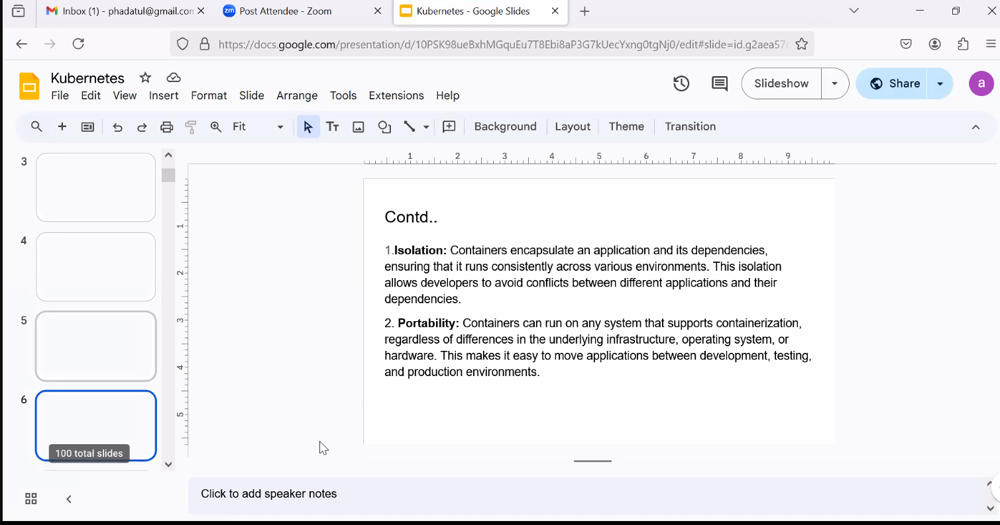 Inbox (1) - phadatul@gmail.com
Post Attendee - Zoom
Kubernetes - Google Slides
https://docs.google.com/presentation/d/10PSK98ueBxhMGquEu7T8Ebi8aP3G7kUecYxng0tgNj0/edit#slide=id.g2aea57
Kubernetes
File Edit View Insert Format Slide Arrange Tools Extensions Help
Slideshow
Share
a
Fit
Background
Layout
Theme
Transition
1 2 3 4 5 6 7 8 9
3
4
5
6
100 total slides
1
2
3
4
5
Contd..
1.Isolation: Containers encapsulate an application and its dependencies,
ensuring that it runs consistently across various environments. This isolation
allows developers to avoid conflicts between different applications and their
dependencies.
2. Portability: Containers can run on any system that supports containerization,
regardless of differences in the underlying infrastructure, operating system, or
hardware. This makes it easy to move applications between development, testing,
and production environments.
Click to add speaker notes